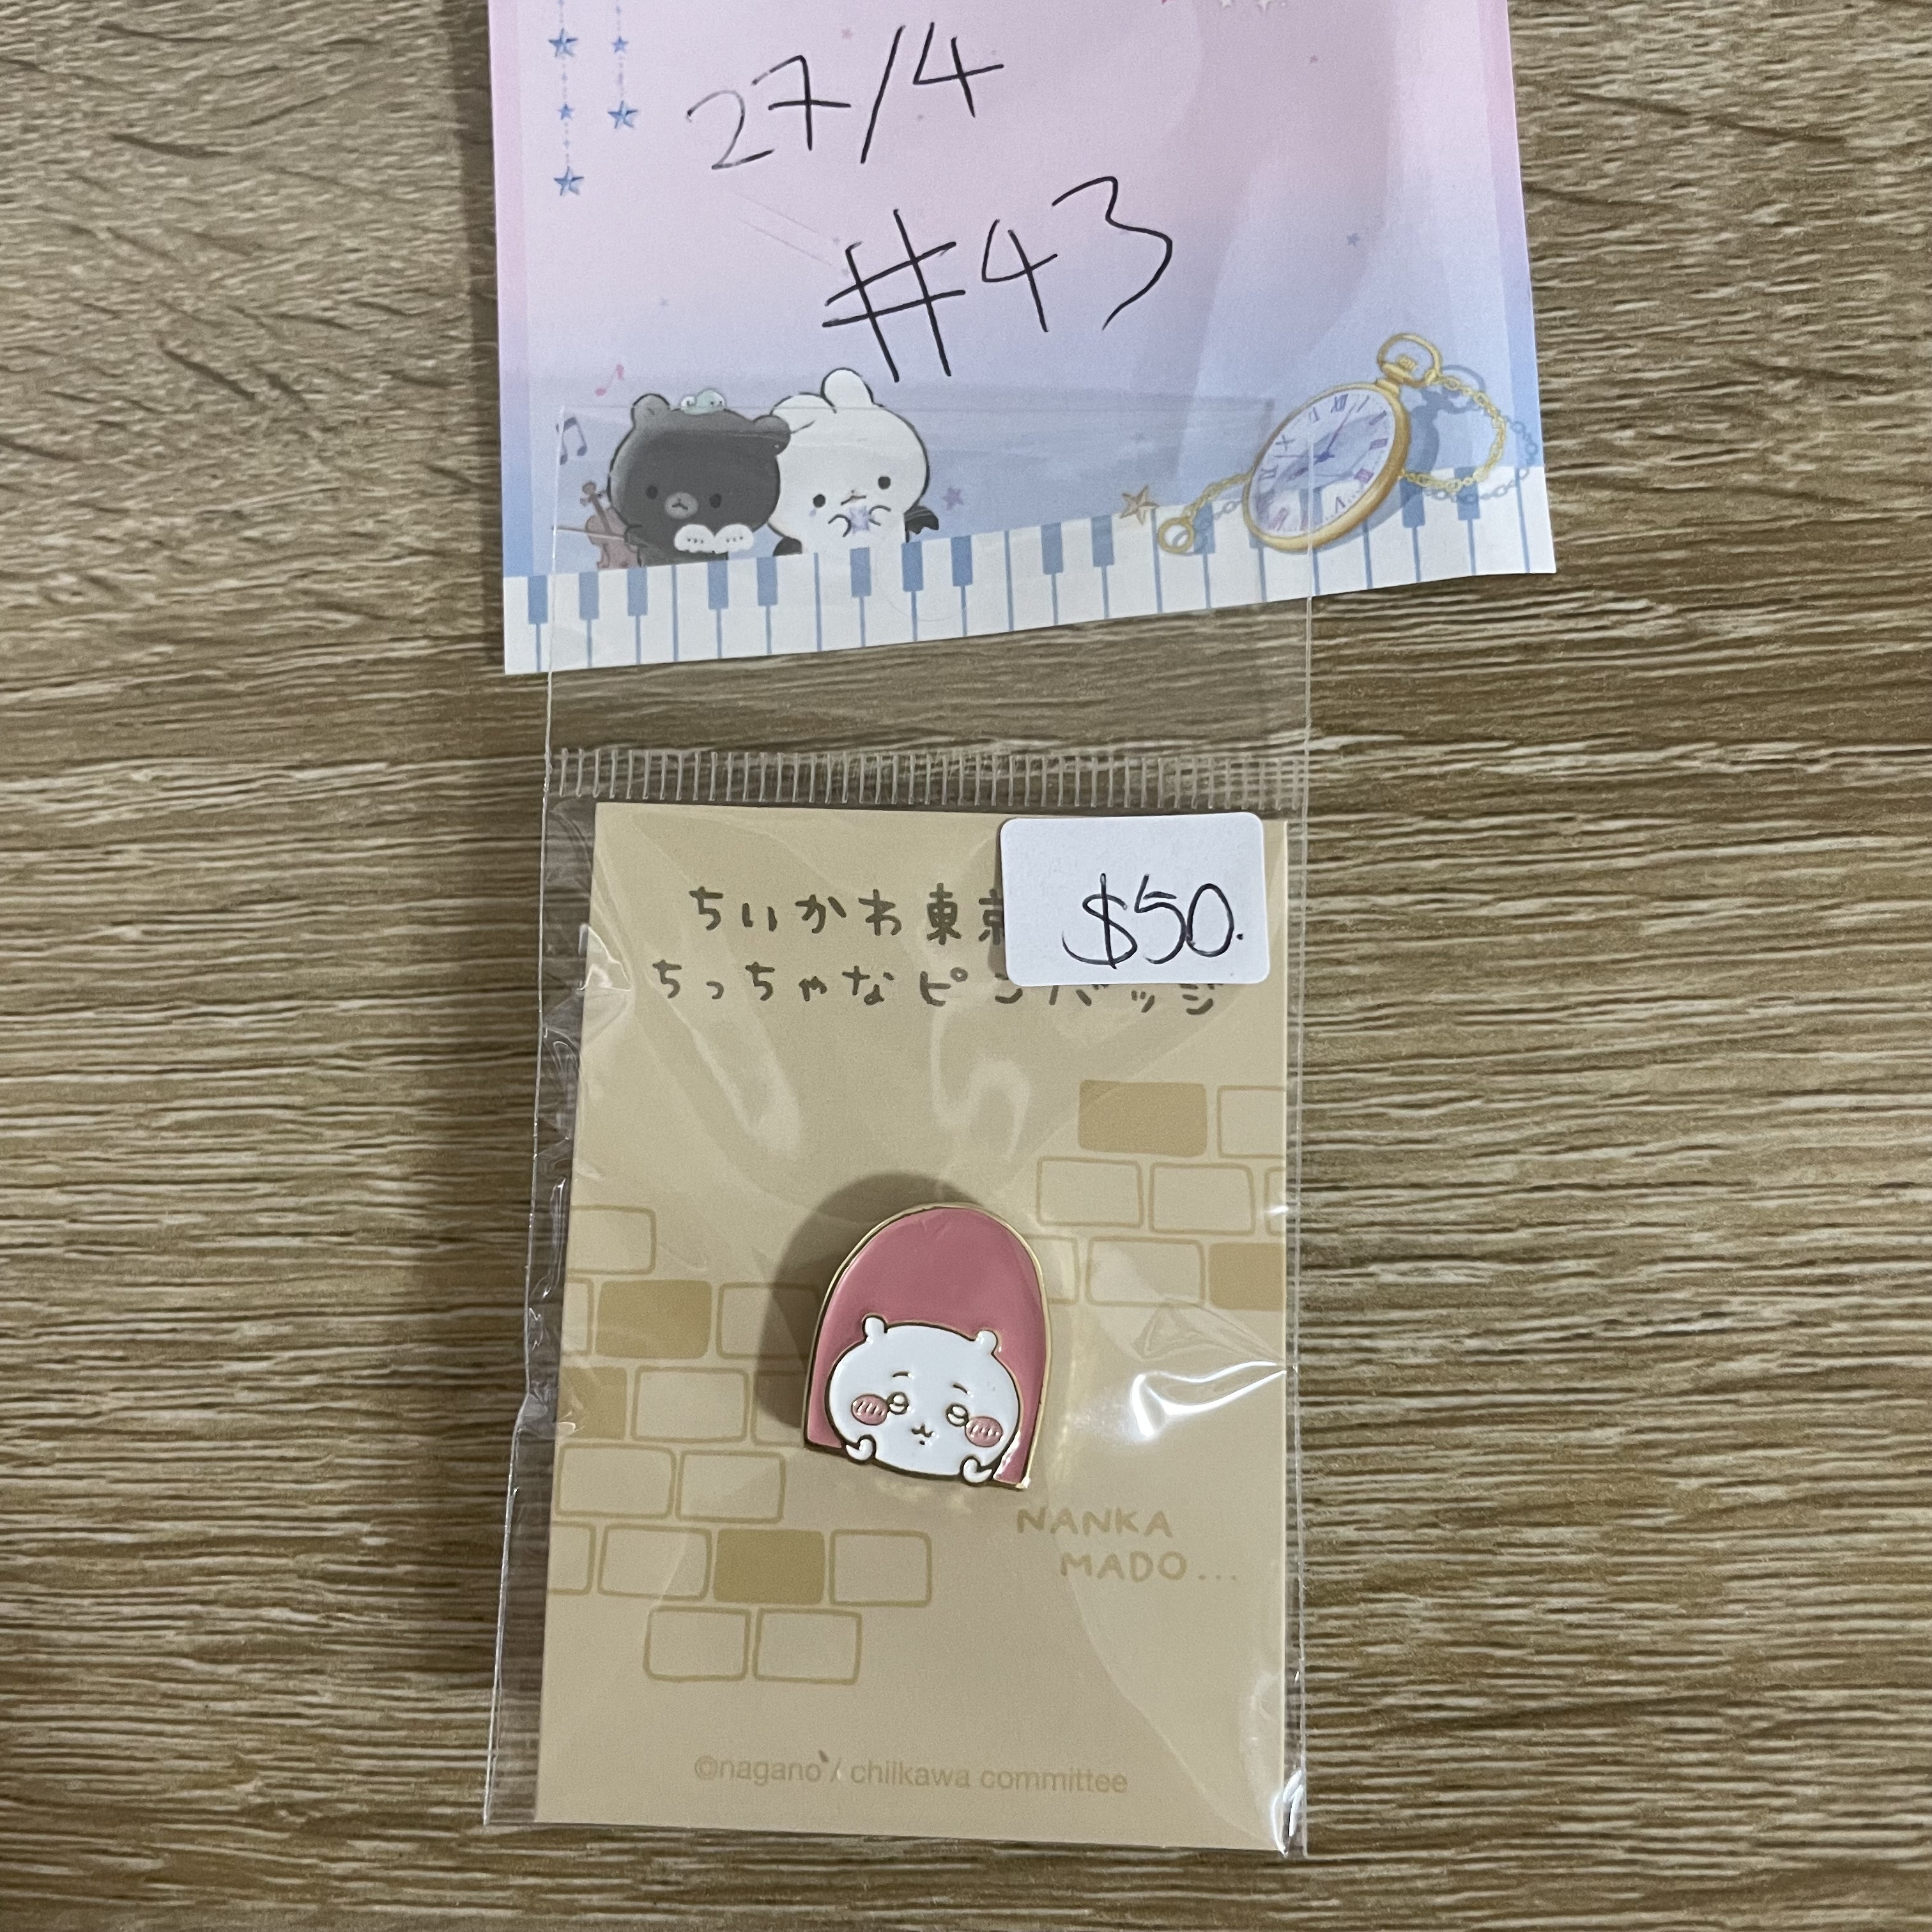 27/4
#43
$50.
ちいかわ東京
ちっちゃなピンバッジ
NANKA
MADO...
@nagano / chiikawa committee